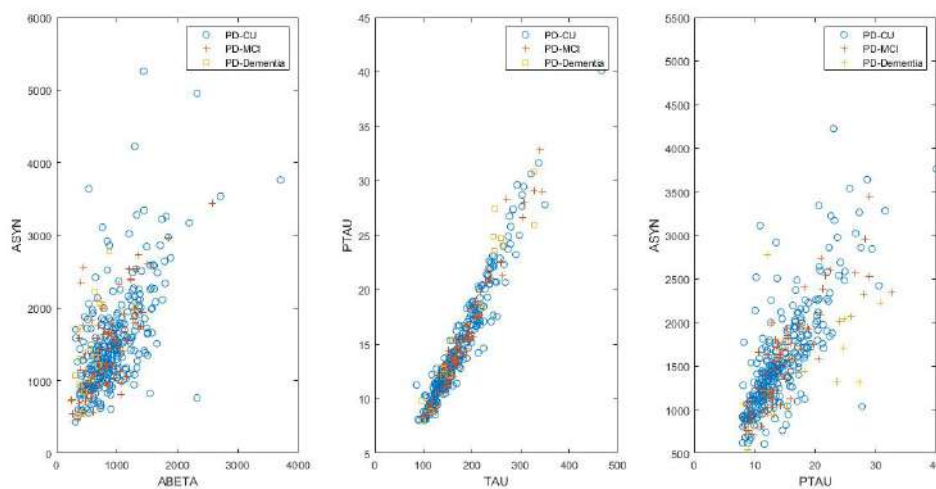 6000
5000
4000
3000
2000
1000
0
0 1000 2000 3000 4000
ASYN
ABETA
PD-CU
PD-MCI
PD-Dementia
45
40
35
30
25
20
15
10
5
0 100 200 300 400 500
PTAU
TAU
PD-CU
PD-MCI
PD-Dementia
5500
5000
4500
4000
3500
3000
2500
2000
1500
1000
500
0 10 20 30 40
ASYN
PTAU
PD-CU
PD-MCI
PD-Dementia